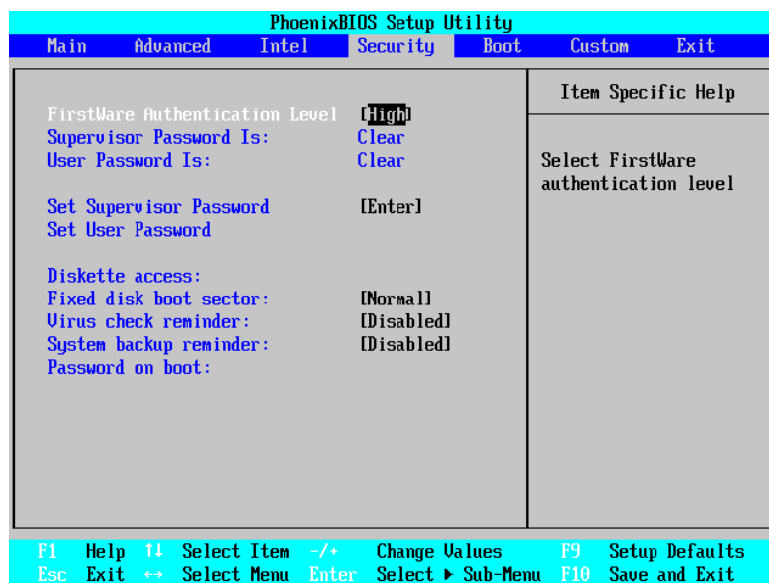 PhoenixBIOS Setup Utility
Main Advanced Intel Security Boot Custom Exit
Item Specific Help
FirstWare Authentication Level [High]
Supervisor Password Is: Clear
User Password Is: Clear
Select FirstWare
authentication level
Set Supervisor Password [Enter]
Set User Password
Diskette access:
Fixed disk boot sector: [Normal]
Virus check reminder: [Disabled]
System backup reminder: [Disabled]
Password on boot:
F1 Help ↑↓ Select Item -/+ Change Values F9 Setup Defaults
Esc Exit ↔ Select Menu Enter Select ▶ Sub-Menu F10 Save and Exit